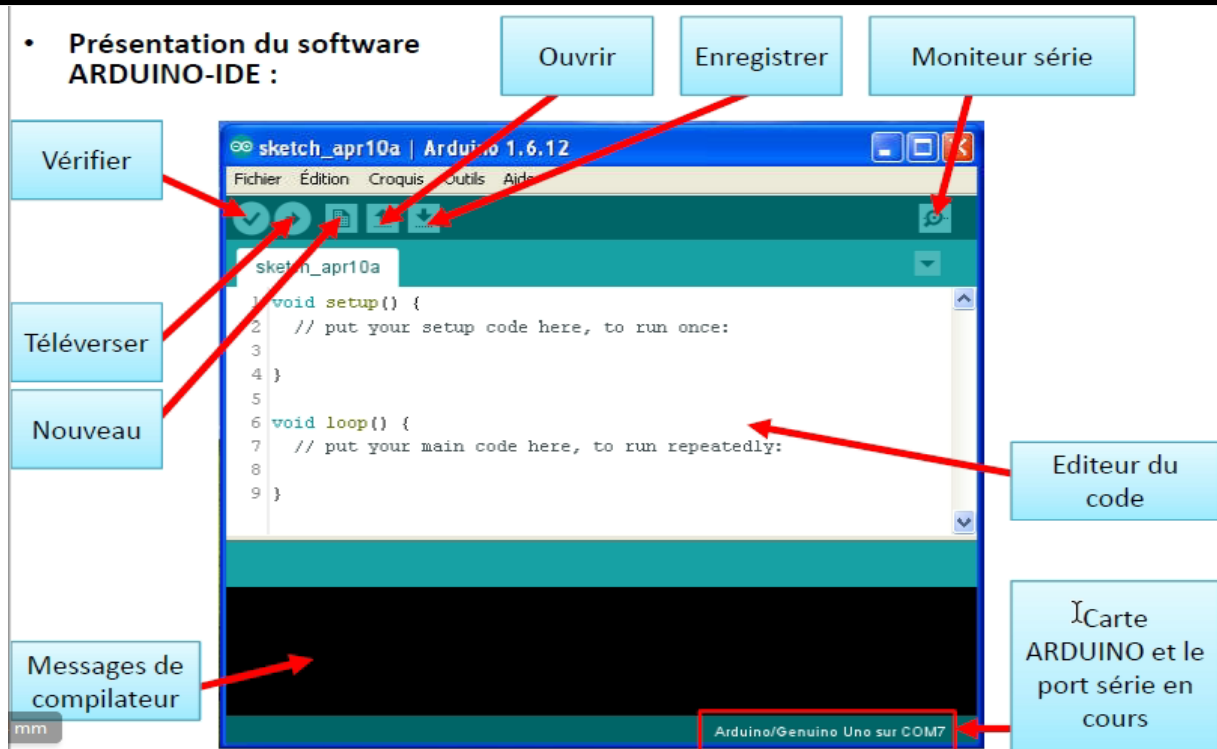 • Présentation du software
ARDUINO-IDE :
Ouvrir
Enregistrer
Moniteur série
Vérifier
sketch_apr10a | Arduino 1.6.12
Fichier Édition Croquis Outils Aide
sketch_apr10a
Téléverser
Nouveau
1 void setup() {
2 // put your setup code here, to run once:
3
4 }
5
6 void loop() {
7 // put your main code here, to run repeatedly:
8
9 }
Editeur du
code
Messages de
compilateur
Carte
ARDUINO et le
port série en
cours
Arduino/Genuino Uno sur COM7
mm